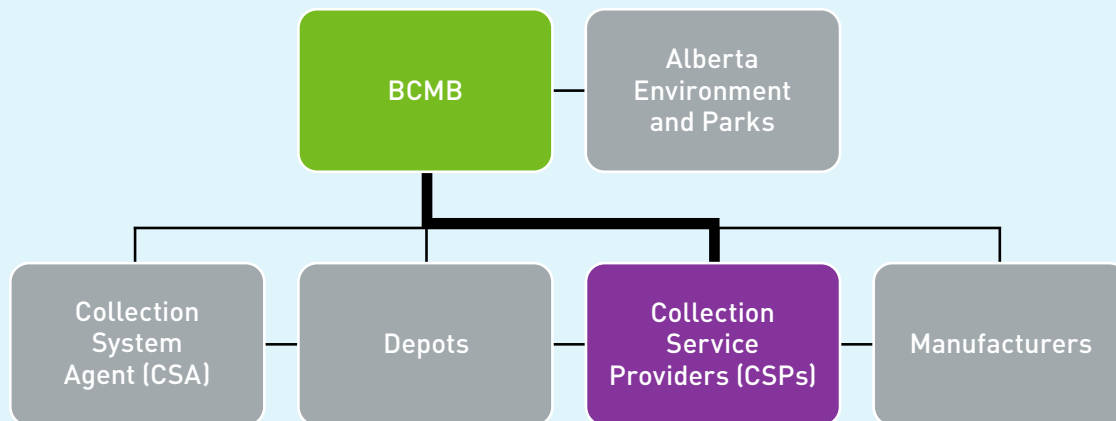 BCMB
Alberta
Environment
and Parks
Collection
System
Agent (CSA)
Depots
Collection
Service
Providers (CSPs)
Manufacturers